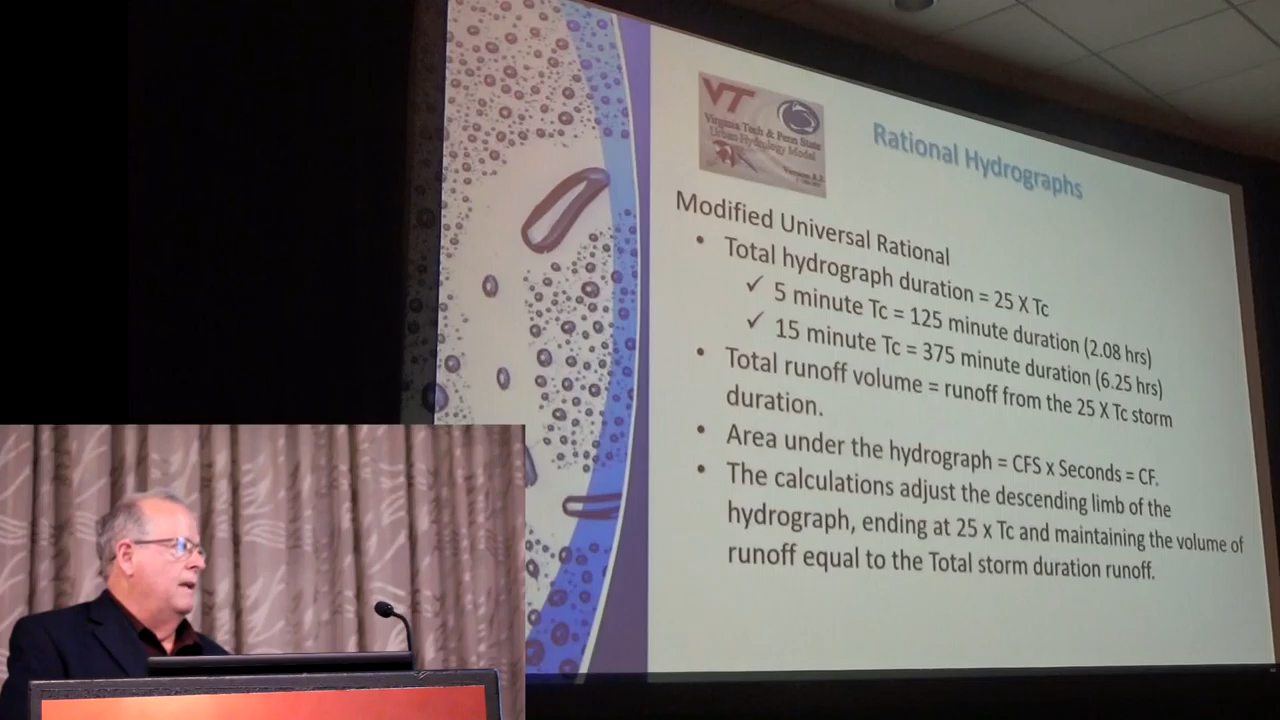 VT
Virginia Tech & Penn State
Urban Hydrology Model
Rational Hydrographs
Modified Universal Rational
• Total hydrograph duration = 25 X Tc
✓ 5 minute Tc = 125 minute duration (2.08 hrs)
✓ 15 minute Tc = 375 minute duration (6.25 hrs)
• Total runoff volume = runoff from the 25 X Tc storm
duration.
• Area under the hydrograph = CFS x Seconds = CF.
• The calculations adjust the descending limb of the
hydrograph, ending at 25 x Tc and maintaining the volume of
runoff equal to the Total storm duration runoff.